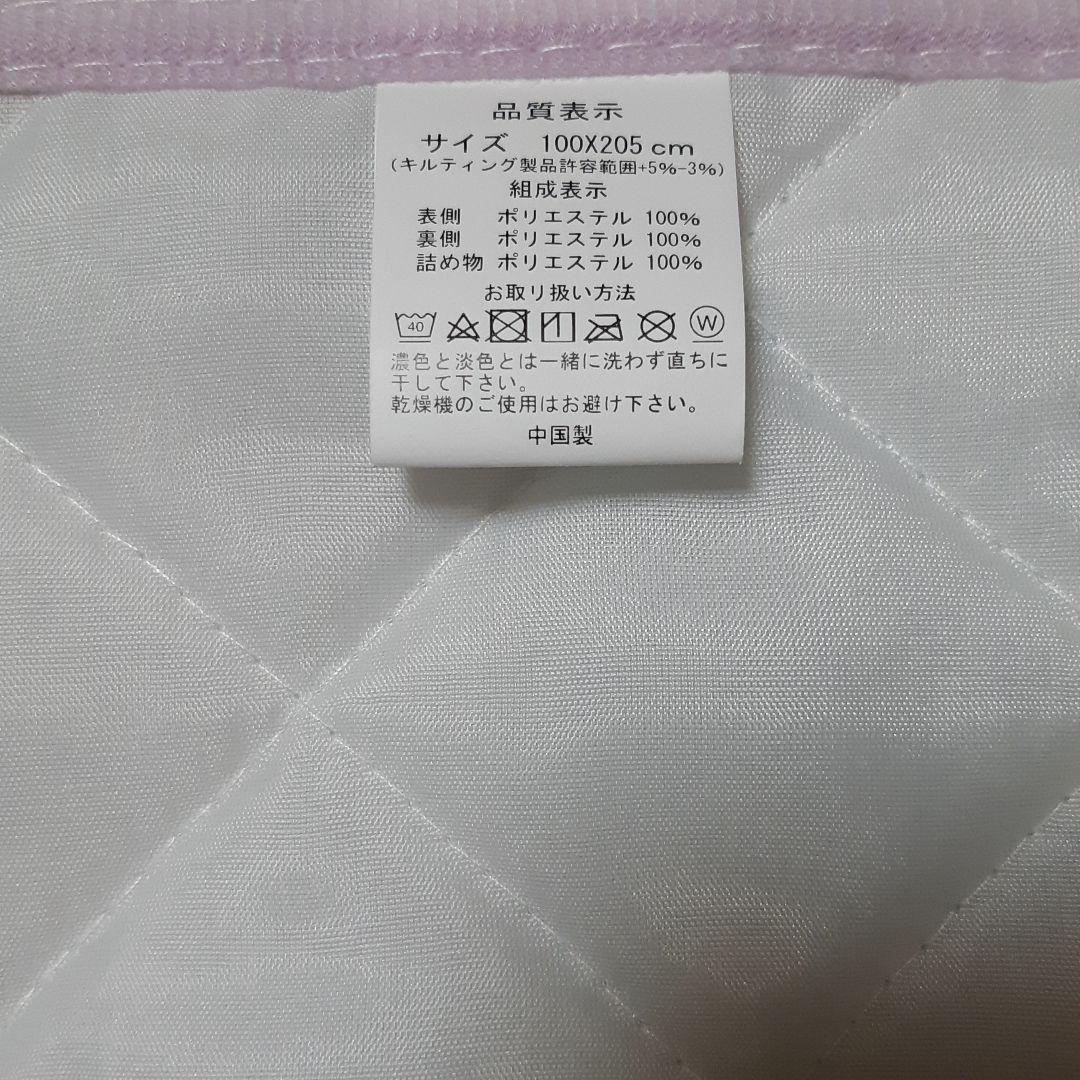 品質表示
サイズ 100X205cm
(キルティング製品許容範囲+5%-3%)
組成表示
表側 ポリエステル 100%
裏側 ポリエステル 100%
詰め物 ポリエステル 100%
お取り扱い方法
40 W
濃色と淡色とは一緒に洗わず直ちに
干して下さい。
乾燥機のご使用はお避け下さい。
中国製